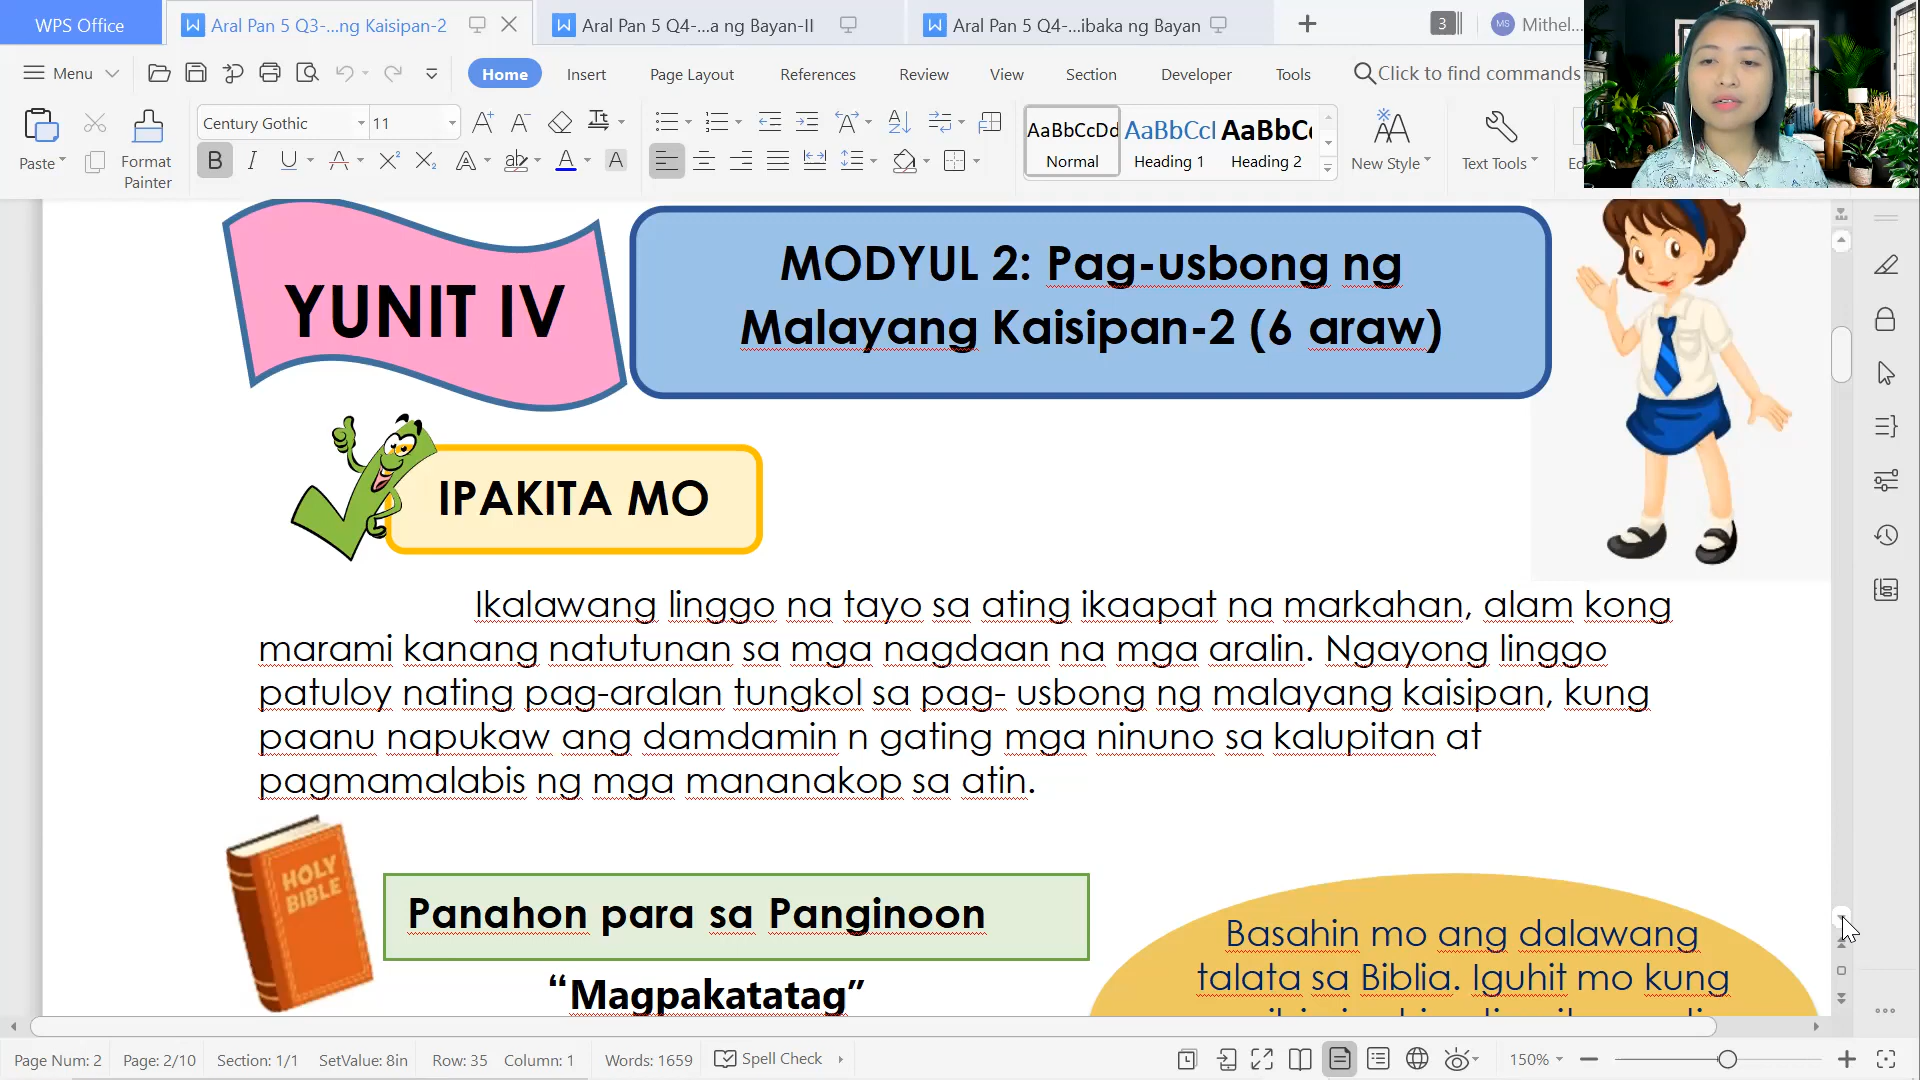 WPS Office
Aral Pan 5 Q3-...ng Kaisipan-2
Aral Pan 5 Q4-...a ng Bayan-II
Aral Pan 5 Q4-...ibaka ng Bayan
3
MS
Mithel...
Menu
Home
Insert
Page Layout
References
Review
View
Section
Developer
Tools
Click to find commands
Paste
Format
Painter
Century Gothic
11
AaBbCcDd
Normal
AaBbCcl
Heading 1
AaBbCc
Heading 2
New Style
Text Tools
YUNIT IV
MODYUL 2: Pag-usbong ng
Malayang Kaisipan-2 (6 araw)
IPAKITA MO
Ikalawang linggo na tayo sa ating ikaapat na markahan, alam kong
marami kanang natutunan sa mga nagdaan na mga aralin. Ngayong linggo
patuloy nating pag-aralan tungkol sa pag- usbong ng malayang kaisipan, kung
paanu napukaw ang damdamin n gating mga ninuno sa kalupitan at
pagmamalabis ng mga mananakop sa atin.
HOLY
BIBLE
Panahon para sa Panginoon
“Magpakatatag”
Basahin mo ang dalawang
talata sa Biblia. Iguhit mo kung
Page Num: 2
Page: 2/10
Section: 1/1
SetValue: 8in
Row: 35
Column: 1
Words: 1659
Spell Check
150%